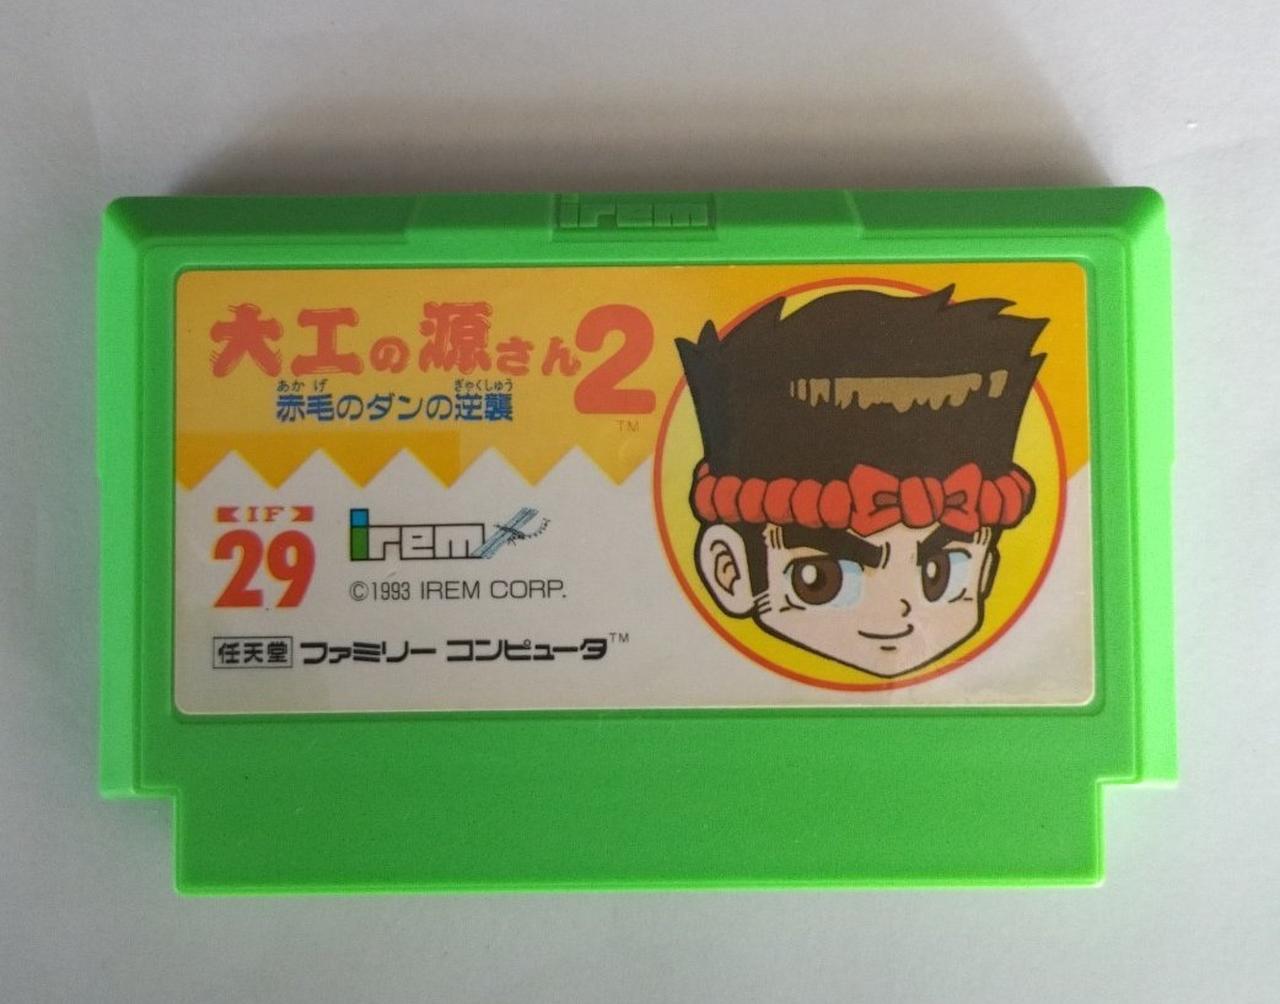 irem
大工の源さん2
あかげ ぎゃくしゅう
赤毛のダンの逆襲
TM
IF
29
irem
©1993 IREM CORP.
任天堂 ファミリー コンピュータ TM